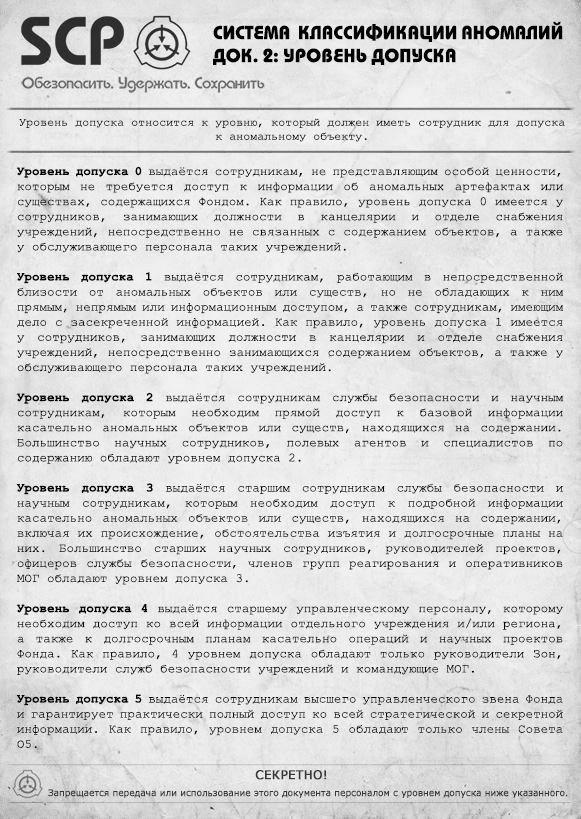 SCP
СИСТЕМА КЛАССИФИКАЦИИ АНОМАЛИЙ
ДОК. 2: УРОВЕНЬ ДОПУСКА
Обезопасить. Удержать. Сохранить
Уровень допуска относится к уровню, который должен иметь сотрудник для допуска
к аномальному объекту.
Уровень допуска 0 выдаётся сотрудникам, не представляющим особой ценности,
которым не требуется доступ к информации об аномальных артефактах или
существах, содержащихся Фондом. Как правило, уровень допуска 0 имеется у
сотрудников, занимающих должности в канцелярии и отделе снабжения
учреждений, непосредственно не связанных с содержанием объектов, а также
у обслуживающего персонала таких учреждений.
Уровень допуска 1 выдаётся сотрудникам, работающим в непосредственной
близости от аномальных объектов или существ, но не обладающих к ним
прямым, непрямым или информационным доступом, а также сотрудникам, имеющим
дело с засекреченной информацией. Как правило, уровень допуска 1 имеется
у сотрудников, занимающих должности в канцелярии и отделе снабжения
учреждений, непосредственно занимающихся содержанием объектов, а также у
обслуживающего персонала таких учреждений.
Уровень допуска 2 выдаётся сотрудникам службы безопасности и научным
сотрудникам, которым необходим прямой доступ к базовой информации
касательно аномальных объектов или существ, находящихся на содержании.
Большинство научных сотрудников, полевых агентов и специалистов по
содержанию обладают уровнем допуска 2.
Уровень допуска 3 выдаётся старшим сотрудникам службы безопасности и
научным сотрудникам, которым необходим доступ к подробной информации
касательно аномальных объектов или существ, находящихся на содержании,
включая их происхождение, обстоятельства изъятия и долгосрочные планы на
них. Большинство старших научных сотрудников, руководителей проектов,
офицеров службы безопасности, членов групп реагирования и оперативников
МОГ обладают уровнем допуска 3.
Уровень допуска 4 выдаётся старшему управленческому персоналу, которому
необходим доступ ко всей информации отдельного учреждения и/или региона,
а также к долгосрочным планам касательно операций и научных проектов
Фонда. Как правило, 4 уровнем допуска обладают только руководители Зон,
руководители служб безопасности учреждений и командующие МОГ.
Уровень допуска 5 выдаётся сотрудникам высшего управленческого звена Фонда
и гарантирует практически полный доступ ко всей стратегической и секретной
информации. Как правило, уровнем допуска 5 обладают только члены Совета
О5.
СЕКРЕТНО!
Запрещается передача или использование этого документа персоналом с уровнем допуска ниже указанного.